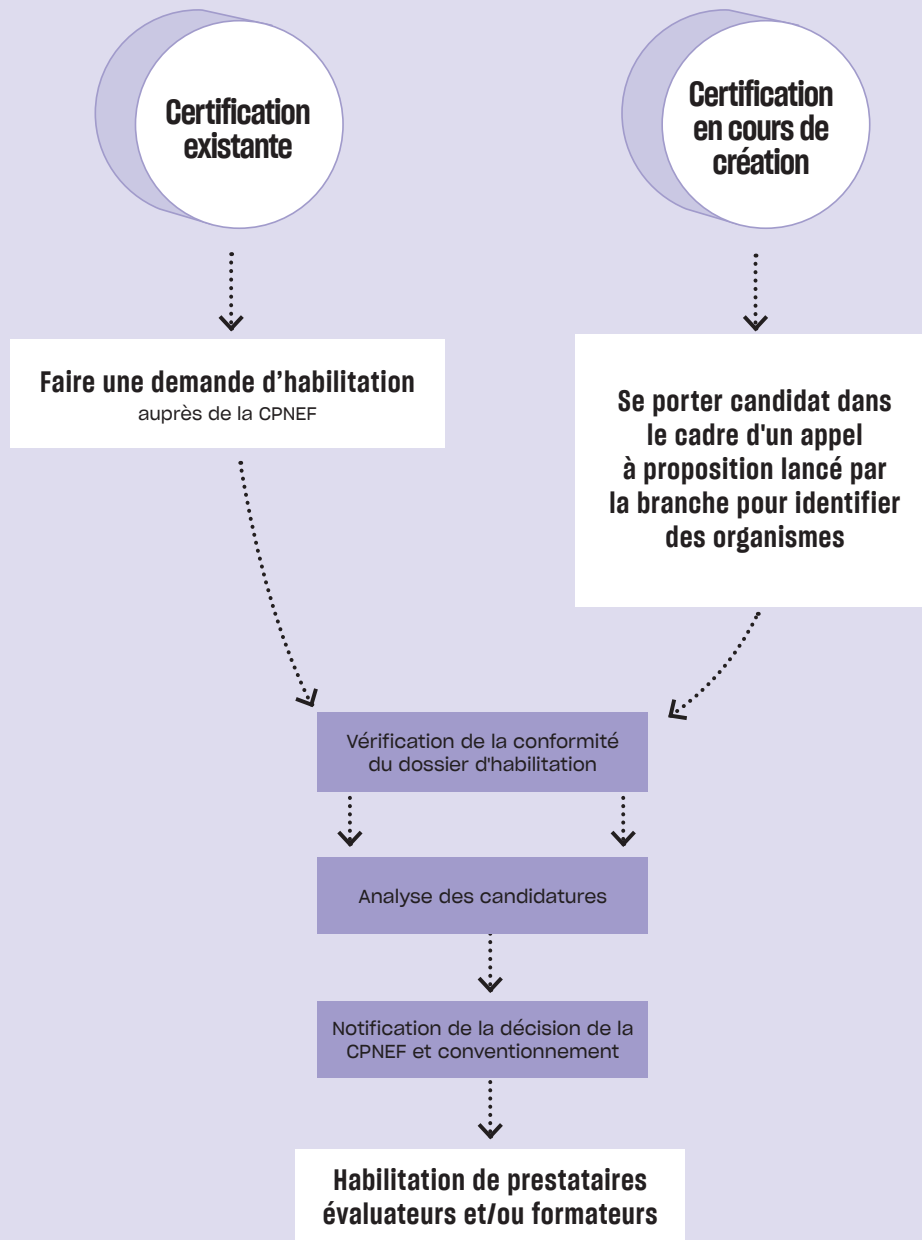 Certification
existante
Certification
en cours de
création
Faire une demande d’habilitation
auprès de la CPNEF
Se porter candidat dans
le cadre d'un appel
à proposition lancé par
la branche pour identifier
des organismes
Vérification de la conformité
du dossier d'habilitation
Analyse des candidatures
Notification de la décision de la
CPNEF et conventionnement
Habilitation de prestataires
évaluateurs et/ou formateurs